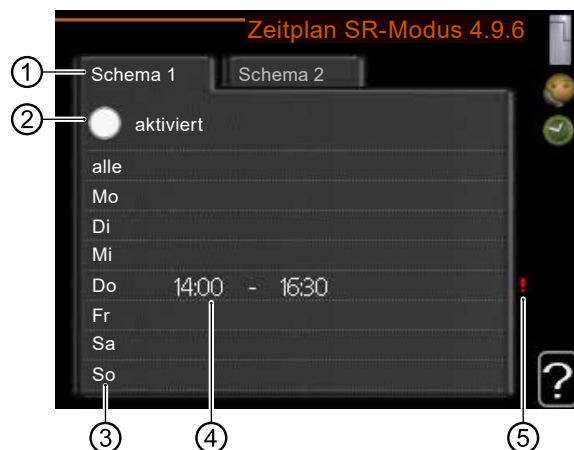 Zeitplan SR-Modus 4.9.6
1 Schema 1 Schema 2
2 aktiviert
alle
Mo
Di
Mi
Do 14:00 - 16:30 !
Fr
Sa
So
?
3 4 5